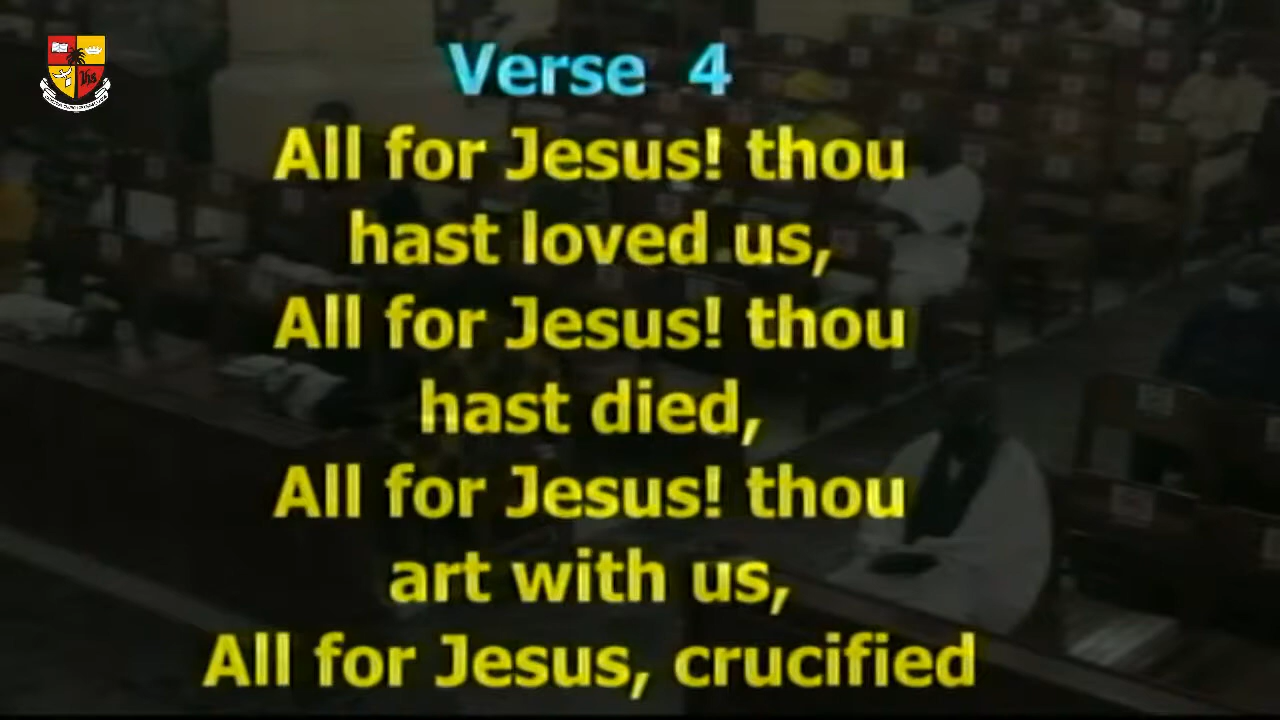 Verse 4
All for Jesus! thou
hast loved us,
All for Jesus! thou
hast died,
All for Jesus! thou
art with us,
All for Jesus, crucified